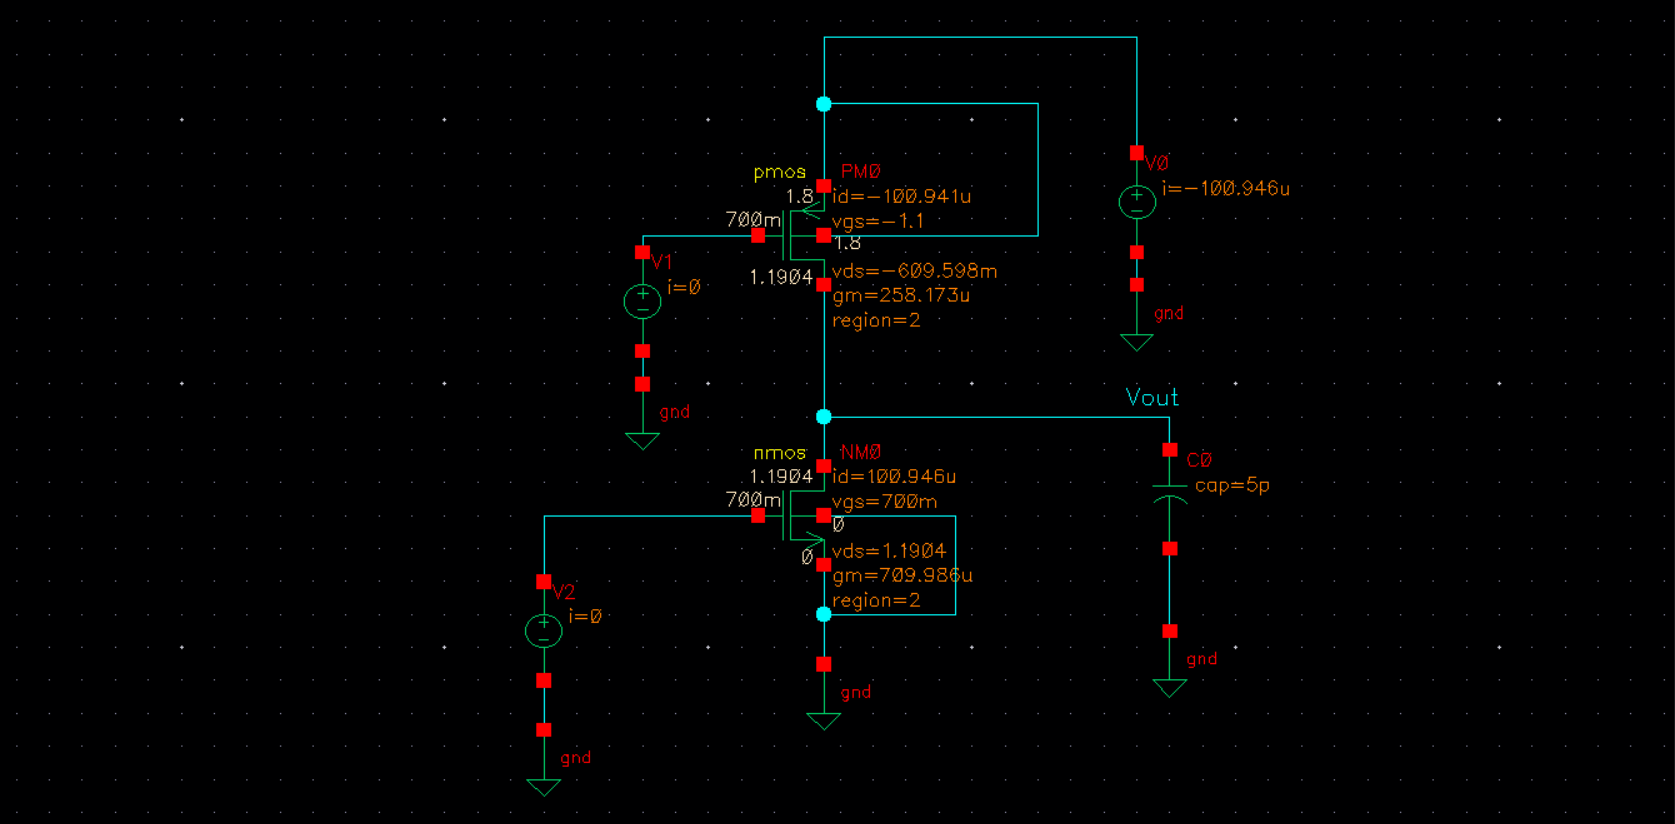 pmos
PM0
1.8
id=-100.941u
700m
vgs=-1.1
1.8
1.1904
vds=-609.598m
gm=258.173u
region=2
V0
i=-100.946u
gnd
V1
i=0
gnd
Vout
nmos
NM0
1.1904
id=100.946u
700m
vgs=700m
0
0
vds=1.1904
gm=709.986u
region=2
gnd
C0
cap=5p
gnd
V2
i=0
gnd